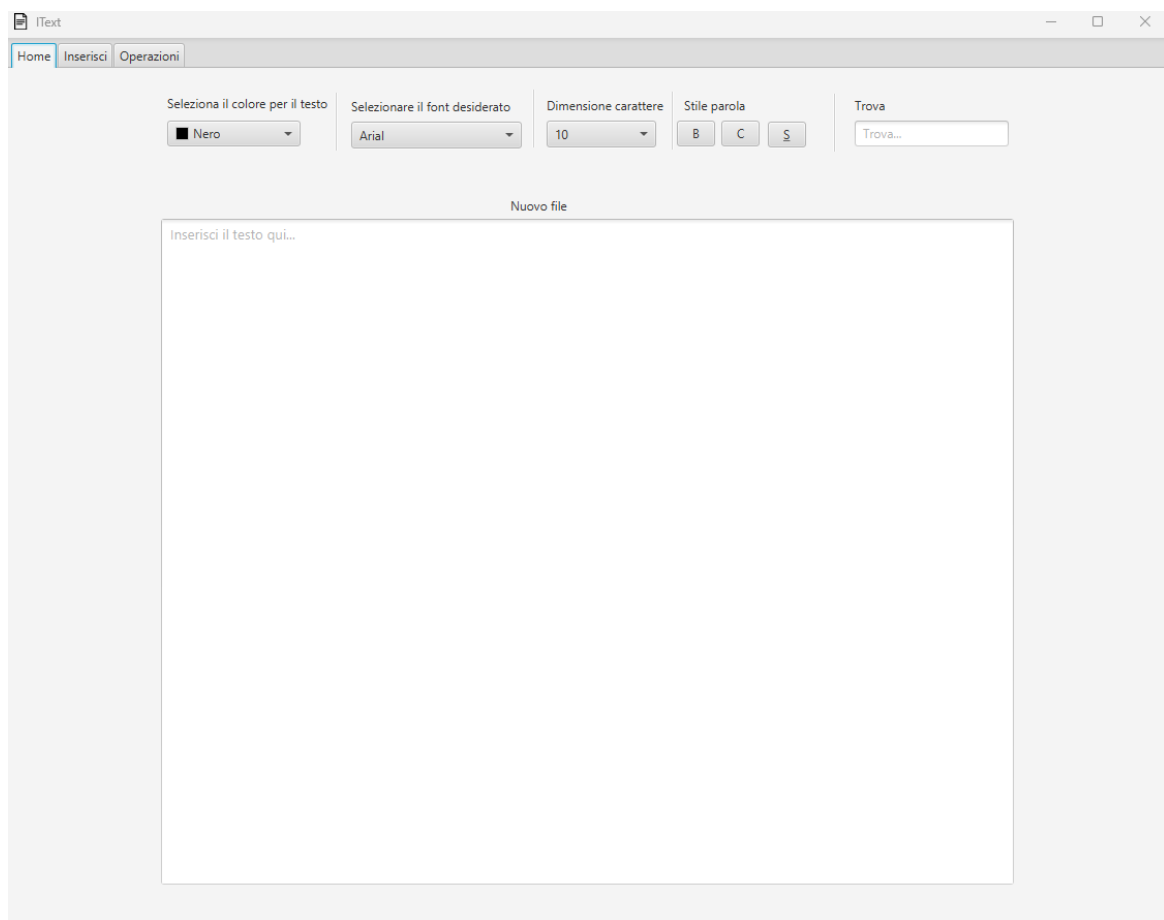 IText
Home Inserisci Operazioni
Seleziona il colore per il testo Selezionare il font desiderato Dimensione carattere Stile parola Trova
Nero Arial 10 B C S Trova...
Nuovo file
Inserisci il testo qui...